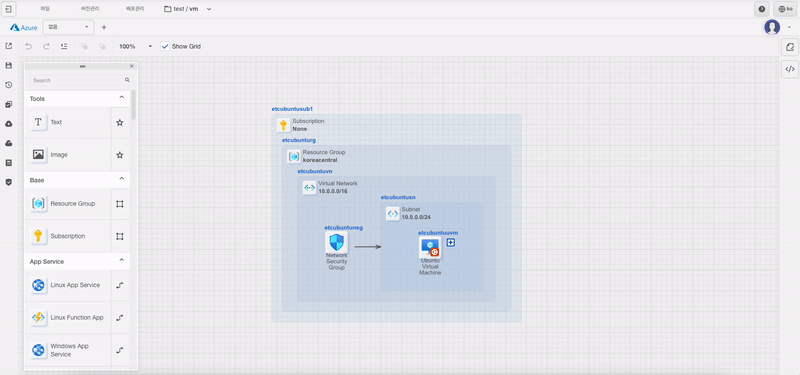 파일
버전관리
배포관리
test / vm
ko
Azure
없음
100%
Show Grid
Search
Tools
Text
Image
Base
Resource Group
Subscription
App Service
Linux App Service
Linux Function App
Windows App
Service
etcubuntusub1
Subscription
None
etcubunturg
Resource Group
koreacentral
etcubuntuvn
Virtual Network
10.0.0.0/16
etcubuntusn
Subnet
10.0.0.0/24
etcubuntunsg
Network
Security
Group
etcubuntuuvm
Ubuntu
Virtual
Machine